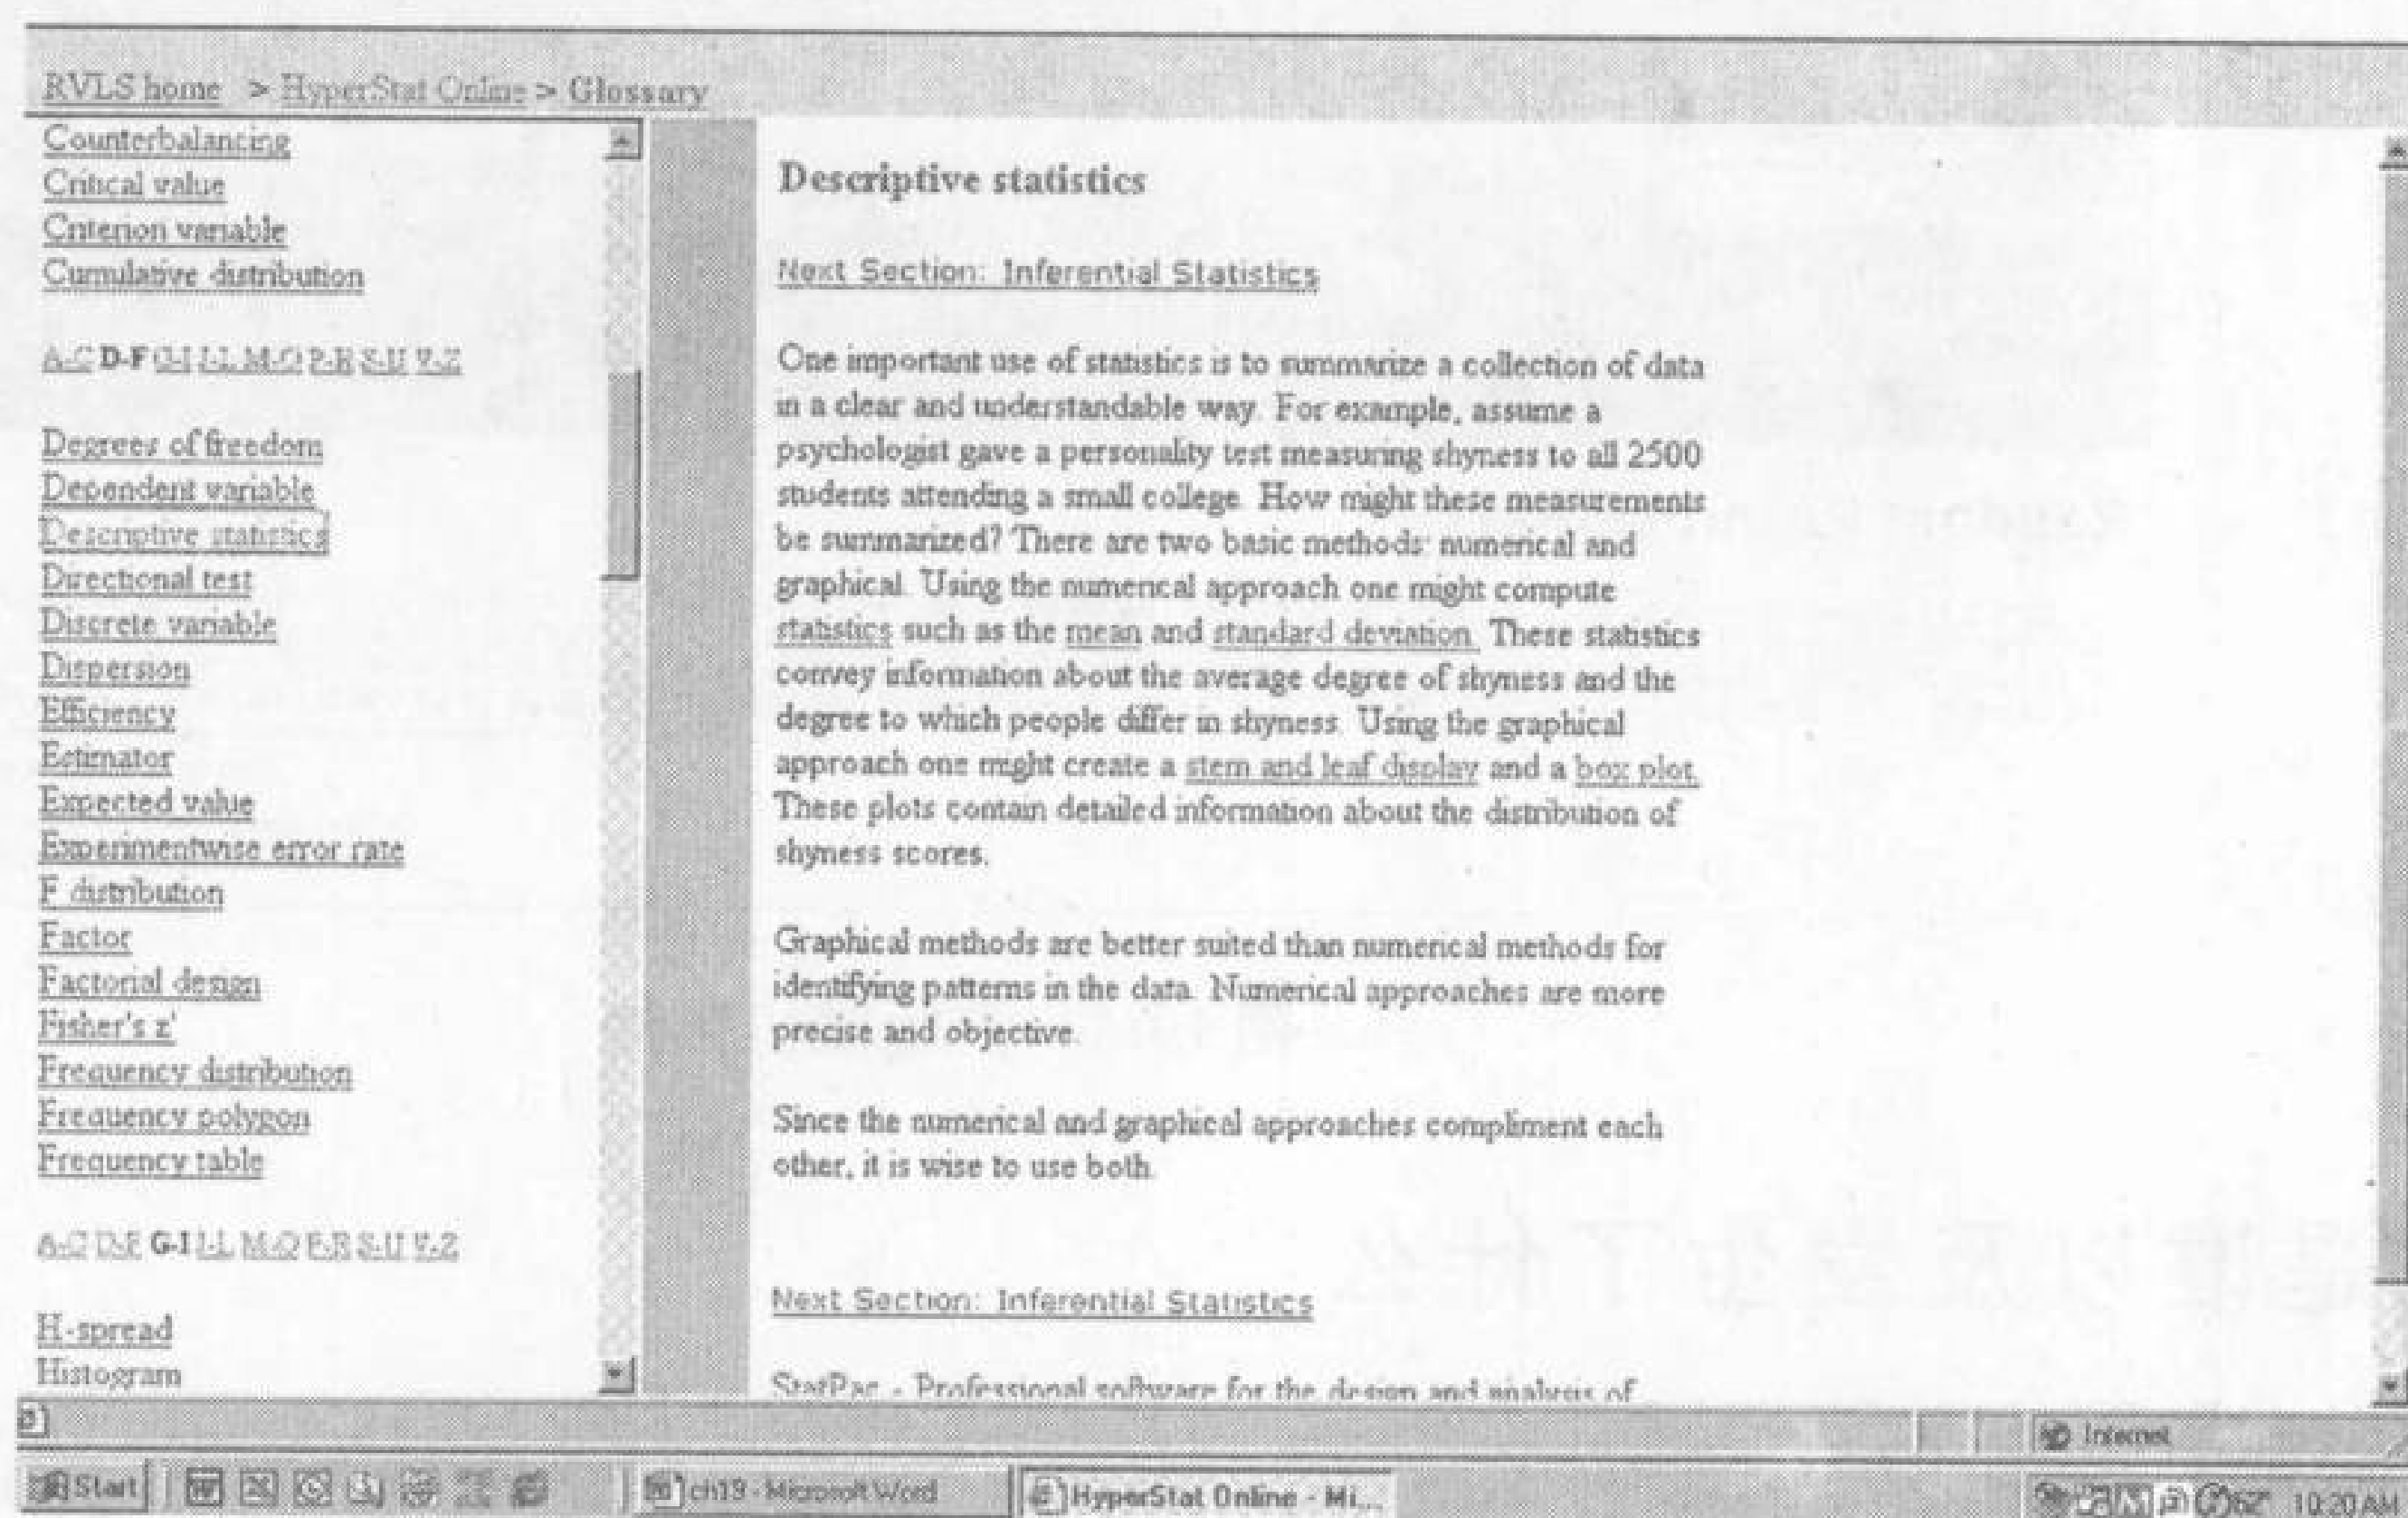 RVLS home > HyperStat Online > Glossary
Counterbalancing
Critical value
Criterion variable
Cumulative distribution
A-C D-F G-I J-L M-O P-R S-U V-Z
Degrees of freedom
Dependent variable
Descriptive statistics
Directional test
Discrete variable
Dispersion
Efficiency
Estimator
Expected value
Experimentwise error rate
F distribution
Factor
Factorial design
Fisher's z'
Frequency distribution
Frequency polygon
Frequency table
A-C D-F G-I J-L M-O P-R S-U V-Z
H-spread
Histogram
Descriptive statistics
Next Section: Inferential Statistics
One important use of statistics is to summarize a collection of data
in a clear and understandable way. For example, assume a
psychologist gave a personality test measuring shyness to all 2500
students attending a small college. How might these measurements
be summarized? There are two basic methods: numerical and
graphical. Using the numerical approach one might compute
statistics such as the mean and standard deviation. These statistics
convey information about the average degree of shyness and the
degree to which people differ in shyness. Using the graphical
approach one might create a stem and leaf display and a box plot.
These plots contain detailed information about the distribution of
shyness scores.
Graphical methods are better suited than numerical methods for
identifying patterns in the data. Numerical approaches are more
precise and objective.
Since the numerical and graphical approaches compliment each
other, it is wise to use both.
Next Section: Inferential Statistics
StatPac - Professional software for the design and analysis of
Internet
Start
ch19 - Microsoft Word
HyperStat Online - Mi...
62° 10:20 AM